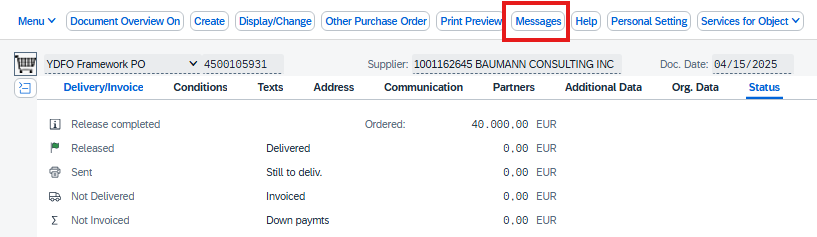 Menu Document Overview On Create Display/Change Other Purchase Order Print Preview Messages Help Personal Setting Services for Object
YDFO Framework PO 4500105931 Supplier: 1001162645 BAUMANN CONSULTING INC Doc. Date: 04/15/2025
Delivery/Invoice Conditions Texts Address Communication Partners Additional Data Org. Data Status
Release completed Ordered: 40.000,00 EUR
Released Delivered 0,00 EUR
Sent Still to deliv. 0,00 EUR
Not Delivered Invoiced 0,00 EUR
Σ Not Invoiced Down paymts 0,00 EUR